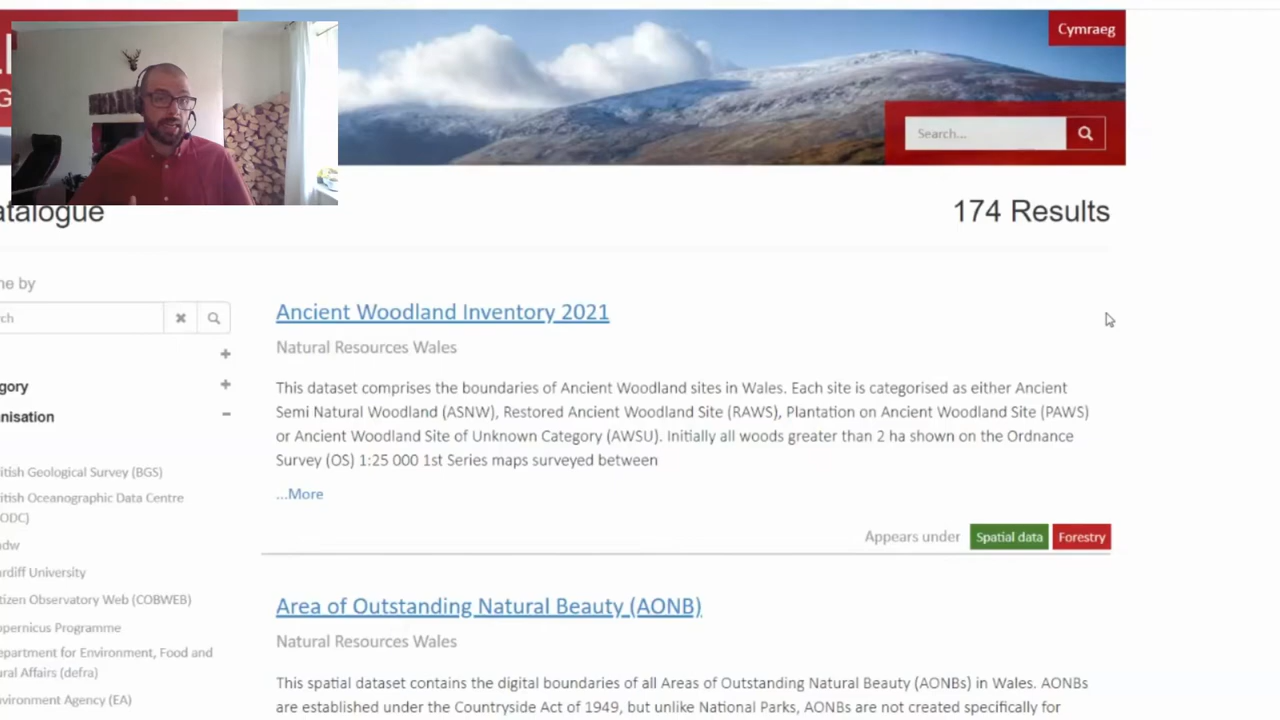 Cymraeg
Search...
atalogue
174 Results
ne by
rch
Ancient Woodland Inventory 2021
Natural Resources Wales
This dataset comprises the boundaries of Ancient Woodland sites in Wales. Each site is categorised as either Ancient
Semi Natural Woodland (ASNW), Restored Ancient Woodland Site (RAWS), Plantation on Ancient Woodland Site (PAWS)
or Ancient Woodland Site of Unknown Category (AWSU). Initially all woods greater than 2 ha shown on the Ordnance
Survey (OS) 1:25 000 1st Series maps surveyed between
...More
Appears under Spatial data Forestry
gory
nisation
itish Geological Survey (BGS)
itish Oceanographic Data Centre
ODC)
adw
ardiff University
tizen Observatory Web (COBWEB)
opernicus Programme
epartment for Environment, Food and
ural Affairs (defra)
nvironment Agency (EA)
Area of Outstanding Natural Beauty (AONB)
Natural Resources Wales
This spatial dataset contains the digital boundaries of all Areas of Outstanding Natural Beauty (AONBs) in Wales. AONBs
are established under the Countryside Act of 1949, but unlike National Parks, AONBs are not created specifically for